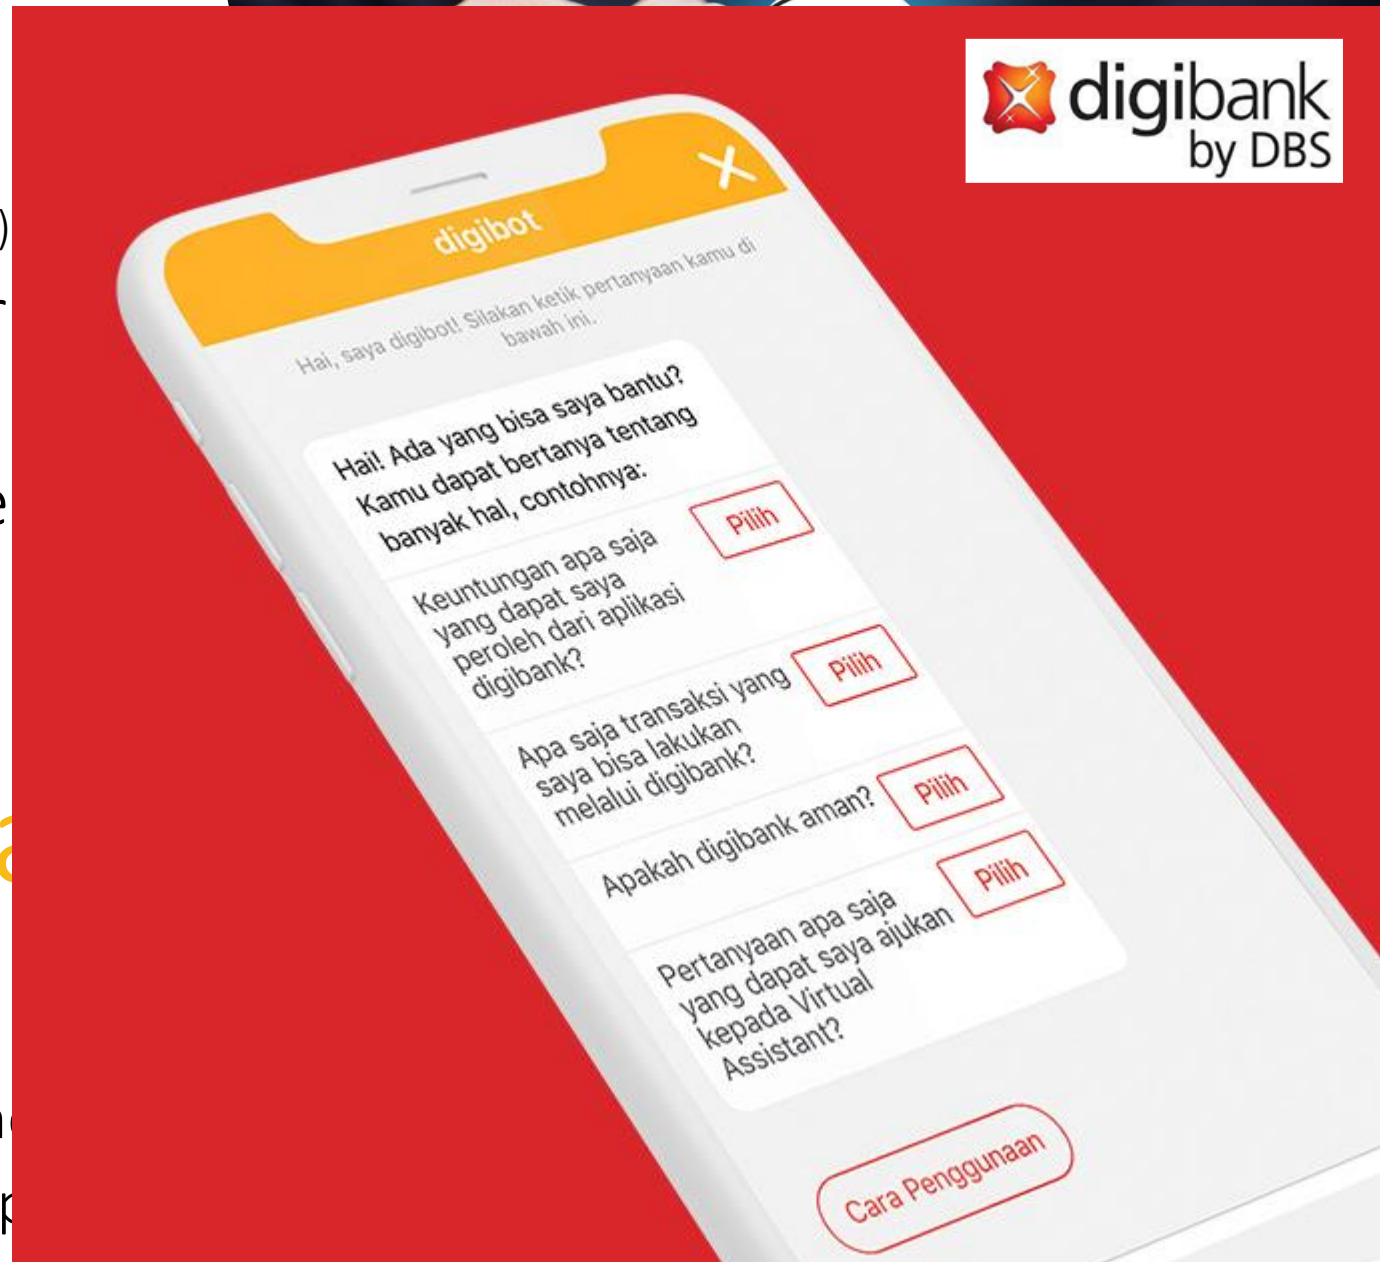 digibank
by DBS
digibot
Hai, saya digibot! Silakan ketik pertanyaan kamu di
bawah ini.
Hai! Ada yang bisa saya bantu?
Kamu dapat bertanya tentang
banyak hal, contohnya:
Keuntungan apa saja
yang dapat saya
peroleh dari aplikasi
digibank?
Pilih
Apa saja transaksi yang
saya bisa lakukan
melalui digibank?
Pilih
Apakah digibank aman?
Pilih
Pertanyaan apa saja
yang dapat saya ajukan
kepada Virtual
Assistant?
Pilih
Cara Penggunaan